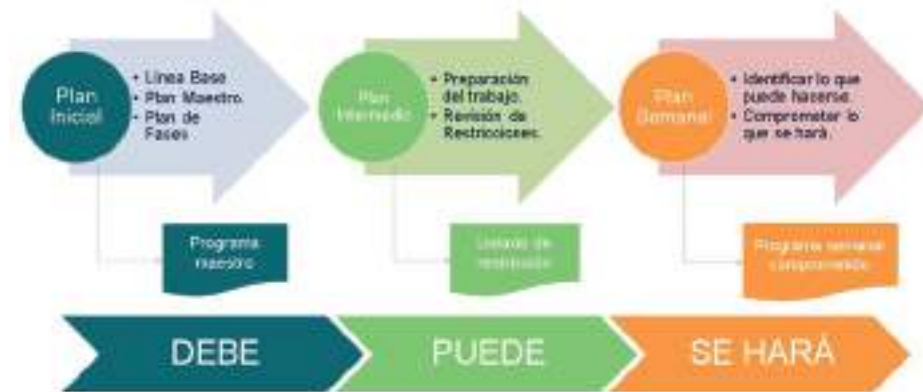 Plan
Inicial
• Línea Base
• Plan Maestro.
• Plan de
Fases
Plan
Intermedio
• Preparación
del trabajo.
• Revisión de
Restricciones.
Plan
Semanal
• Identificar lo que
puede hacerse.
• Comprometer lo
que se hará.
Programa
maestro
Listado de
restricción
Programa semanal
comprometido
DEBE
PUEDE
SE HARÁ